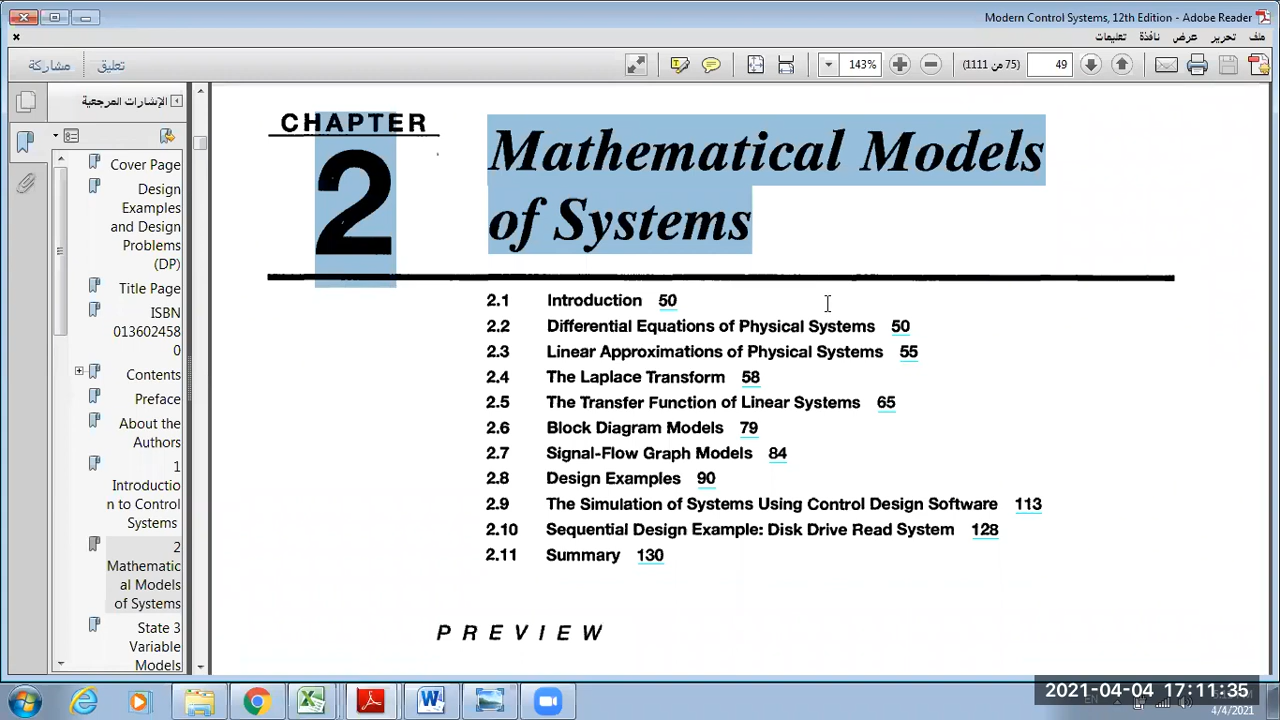 Modern Control Systems, 12th Edition - Adobe Reader
ملف تحرير عرض نافذة تعليمات
مشاركة تعليق 143% (75 من 1111) 49
الإشارات المرجعية
Cover Page
Design
Examples
and Design
Problems
(DP)
Title Page
ISBN
013602458
0
Contents
Preface
About the
Authors
1
Introductio
n to Control
Systems
2
Mathematic
al Models
of Systems
State 3
Variable
Models
CHAPTER
2
Mathematical Models
of Systems
2.1 Introduction 50
2.2 Differential Equations of Physical Systems 50
2.3 Linear Approximations of Physical Systems 55
2.4 The Laplace Transform 58
2.5 The Transfer Function of Linear Systems 65
2.6 Block Diagram Models 79
2.7 Signal-Flow Graph Models 84
2.8 Design Examples 90
2.9 The Simulation of Systems Using Control Design Software 113
2.10 Sequential Design Example: Disk Drive Read System 128
2.11 Summary 130
PREVIEW
2021-04-04 17:11:35
EN
4/4/2021